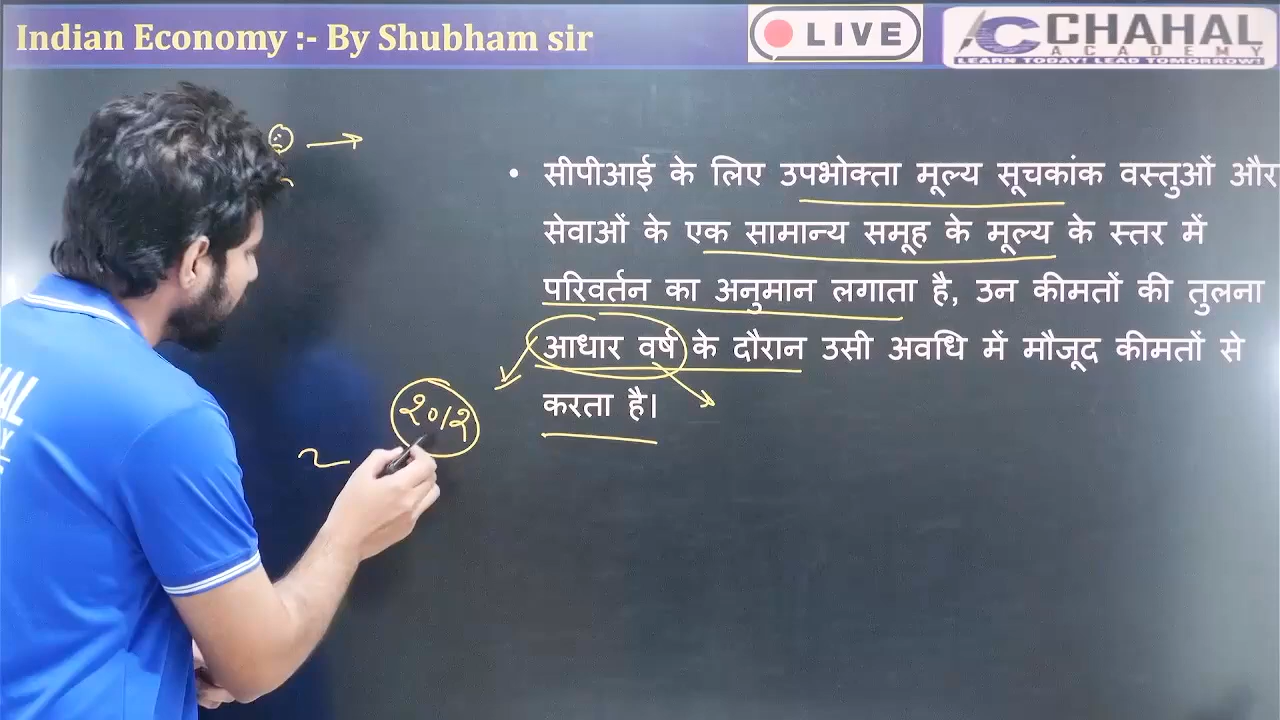 Indian Economy :- By Shubham sir
LIVE
CHAHAL
ACADEMY
LEARN TODAY! LEAD TOMORROW!
• सीपीआई के लिए उपभोक्ता मूल्य सूचकांक वस्तुओं और
सेवाओं के एक सामान्य समूह के मूल्य के स्तर में
परिवर्तन का अनुमान लगाता है, उन कीमतों की तुलना
आधार वर्ष के दौरान उसी अवधि में मौजूद कीमतों से
करता है।
२०1२